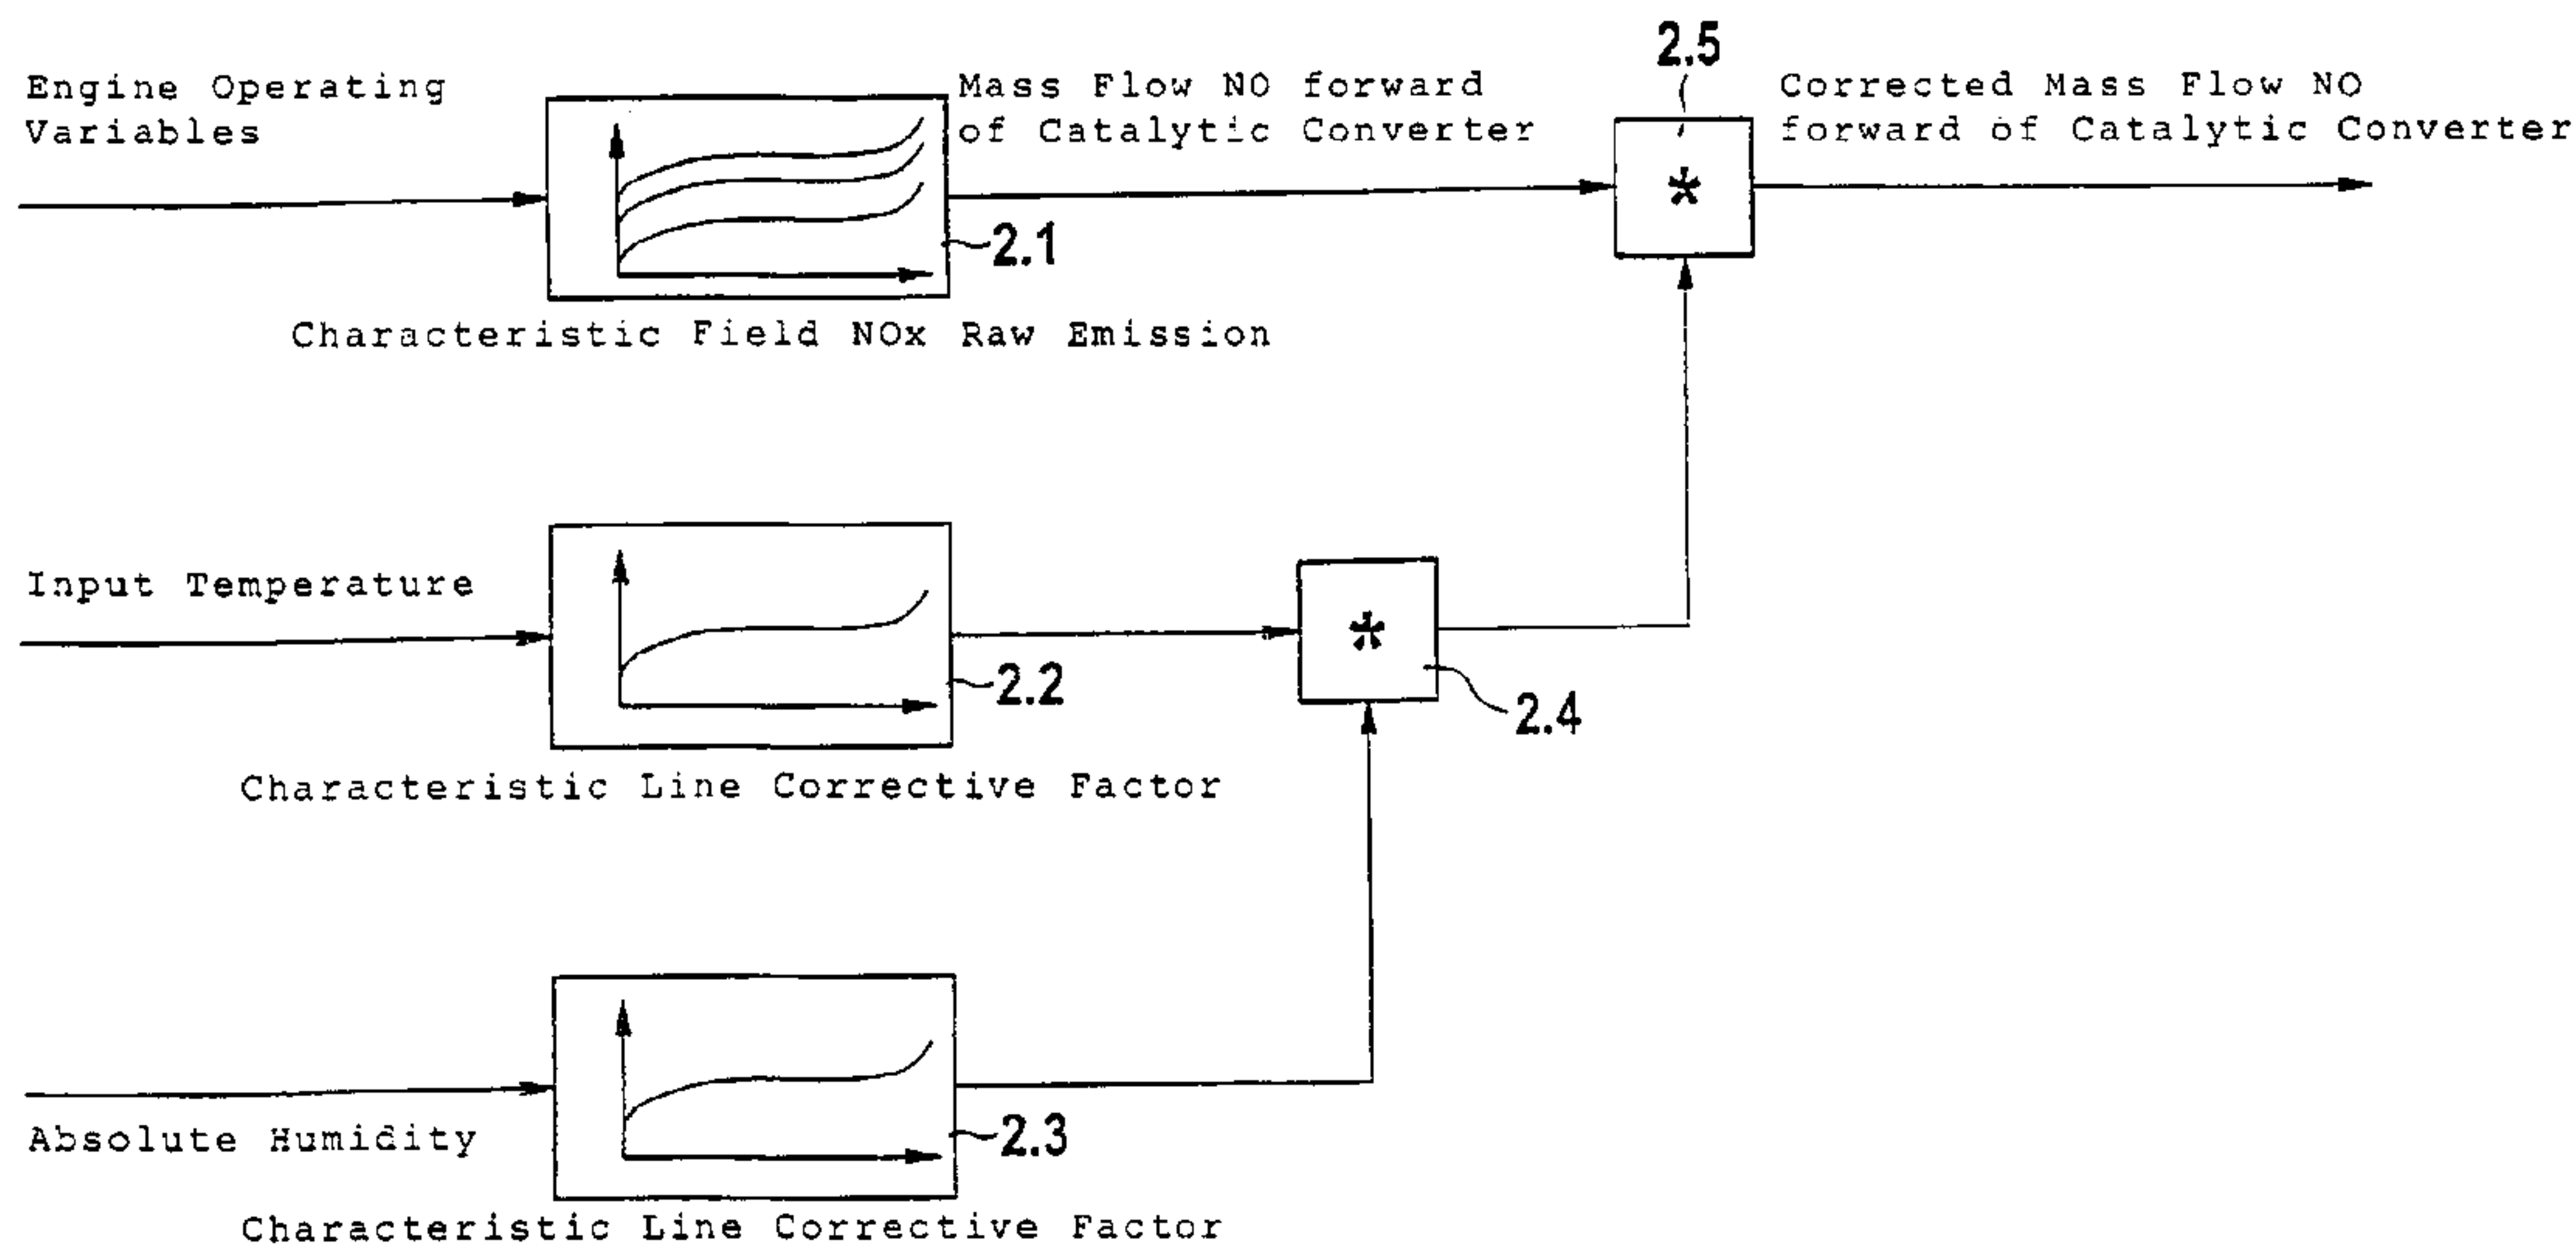 2.5
Engine Operating
Variables
Mass Flow NO forward
of Catalytic Converter
Corrected Mass Flow NO
forward of Catalytic Converter
*
2.1
Characteristic Field NOx Raw Emission
Input Temperature
*
2.2
2.4
Characteristic Line Corrective Factor
Absolute Humidity
2.3
Characteristic Line Corrective Factor